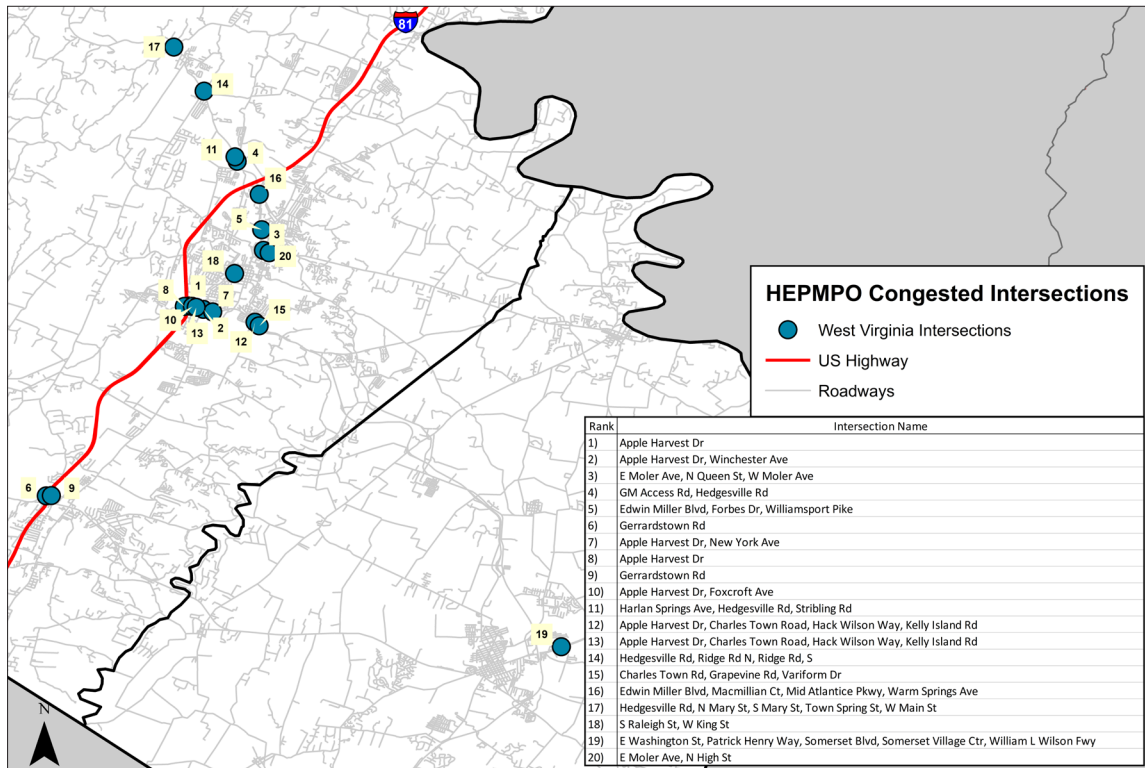 81
17
14
11
4
16
5
3
20
18
8
1
7
15
10
13
2
12
6
9
19
N
HEPMPO Congested Intersections
West Virginia Intersections
US Highway
Roadways
Rank Intersection Name
1) Apple Harvest Dr
2) Apple Harvest Dr, Winchester Ave
3) E Moler Ave, N Queen St, W Moler Ave
4) GM Access Rd, Hedgesville Rd
5) Edwin Miller Blvd, Forbes Dr, Williamsport Pike
6) Gerrardstown Rd
7) Apple Harvest Dr, New York Ave
8) Apple Harvest Dr
9) Gerrardstown Rd
10) Apple Harvest Dr, Foxcroft Ave
11) Harlan Springs Ave, Hedgesville Rd, Stribling Rd
12) Apple Harvest Dr, Charles Town Road, Hack Wilson Way, Kelly Island Rd
13) Apple Harvest Dr, Charles Town Road, Hack Wilson Way, Kelly Island Rd
14) Hedgesville Rd, Ridge Rd N, Ridge Rd, S
15) Charles Town Rd, Grapevine Rd, Variform Dr
16) Edwin Miller Blvd, Macmillian Ct, Mid Atlantice Pkwy, Warm Springs Ave
17) Hedgesville Rd, N Mary St, S Mary St, Town Spring St, W Main St
18) S Raleigh St, W King St
19) E Washington St, Patrick Henry Way, Somerset Blvd, Somerset Village Ctr, William L Wilson Fwy
20) E Moler Ave, N High St